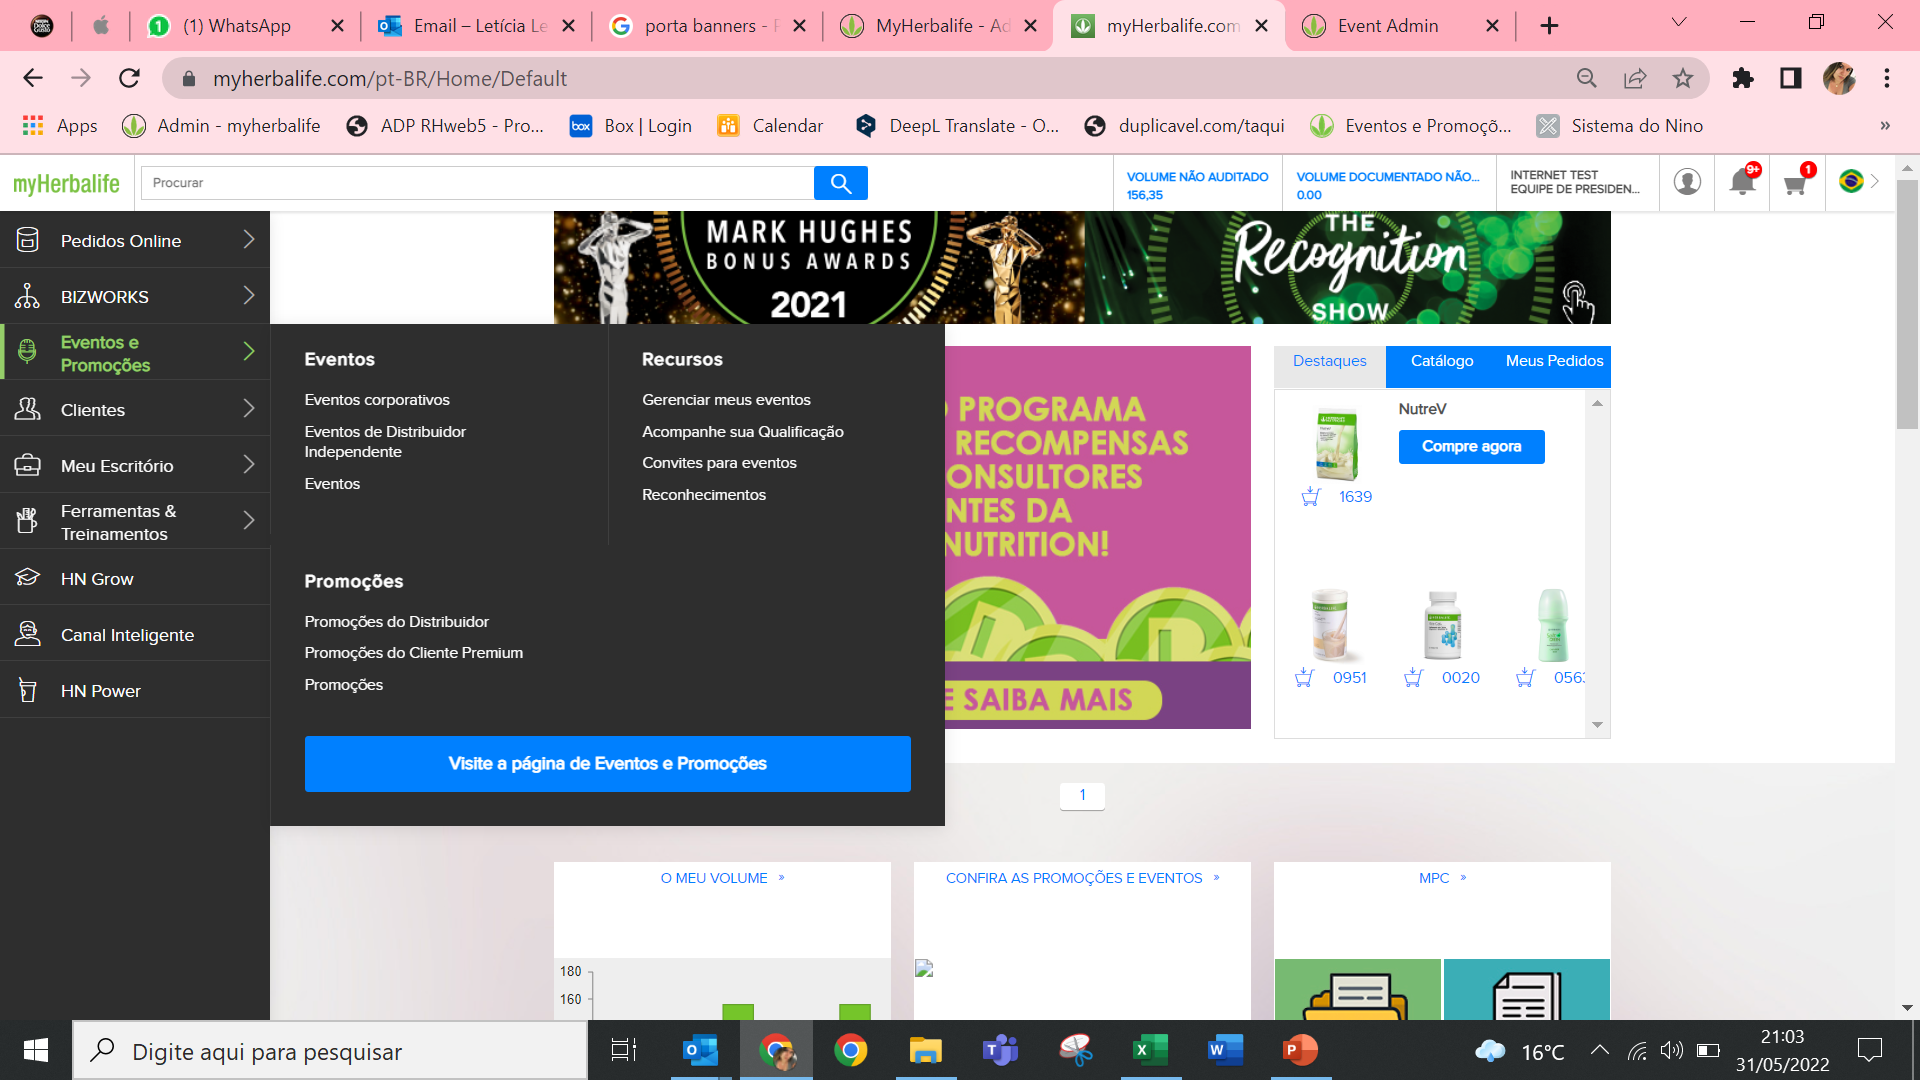 (1) WhatsApp
Email – Letícia Le
porta banners - F
MyHerbalife - Ad
myHerbalife.com
Event Admin
myherbalife.com/pt-BR/Home/Default
Apps
Admin - myherbalife
ADP RHweb5 - Pro...
box
Box | Login
Calendar
DeepL Translate - O...
duplicavel.com/taqui
Eventos e Promoçõ...
Sistema do Nino
»
myHerbalife
Procurar
VOLUME NÃO AUDITADO
156,35
VOLUME DOCUMENTADO NÃO...
0.00
INTERNET TEST
EQUIPE DE PRESIDEN...
9+
1
Pedidos Online
BIZWORKS
Eventos e
Promoções
Clientes
Meu Escritório
Ferramentas &
Treinamentos
HN Grow
Canal Inteligente
HN Power
MARK HUGHES
BONUS AWARDS
2021
THE
Recognition
SHOW
Eventos
Eventos corporativos
Eventos de Distribuidor
Independente
Eventos
Recursos
Gerenciar meus eventos
Acompanhe sua Qualificação
Convites para eventos
Reconhecimentos
Promoções
Promoções do Distribuidor
Promoções do Cliente Premium
Promoções
Visite a página de Eventos e Promoções
O PROGRAMA
RECOMPENSAS
ONSULTORES
NTES DA
NUTRITION!
E SAIBA MAIS
Destaques
Catálogo
Meus Pedidos
NutreV
Compre agora
1639
0951
0020
0563
1
O MEU VOLUME »
CONFIRA AS PROMOÇÕES E EVENTOS »
MPC »
180
160
Digite aqui para pesquisar
16°C
21:03
31/05/2022